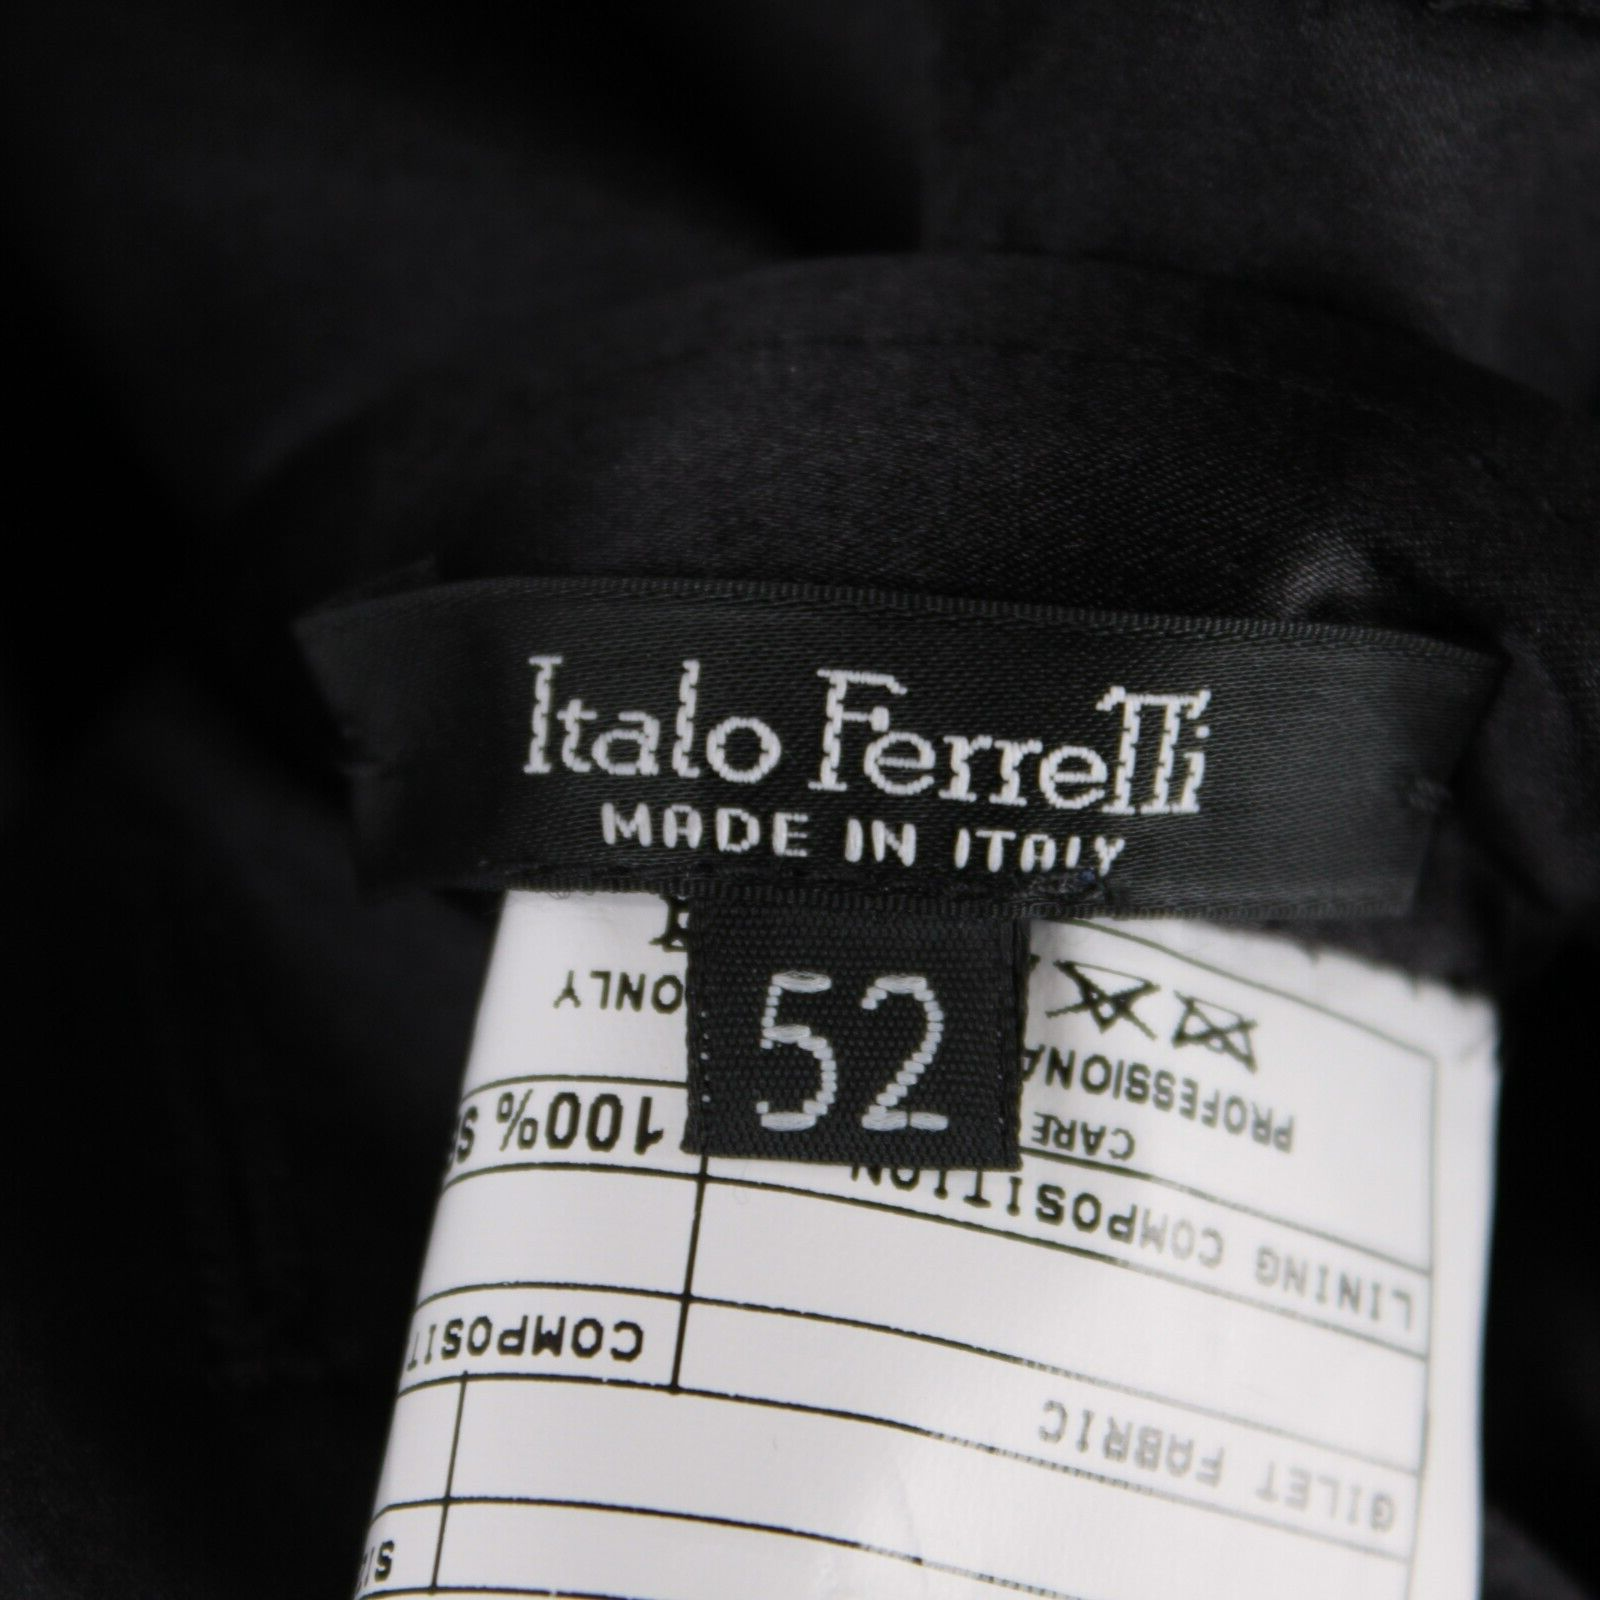 Italo Ferrelli
MADE IN ITALY
52
PROFESSIONA ONLY
CARE
LINING COMPOSITION
100%
GILET FABRIC
COMPOSIT